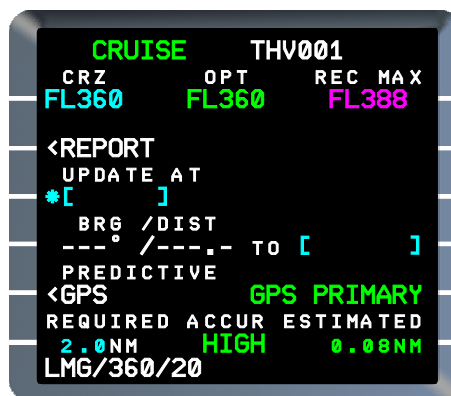 CRUISE THV001
CRZ OPT REC MAX
FL360 FL360 FL388
<REPORT
UPDATE AT
*[ ]
BRG /DIST
---° /---.- TO [ ]
PREDICTIVE
<GPS GPS PRIMARY
REQUIRED ACCUR ESTIMATED
2.0NM HIGH 0.08NM
LMG/360/20